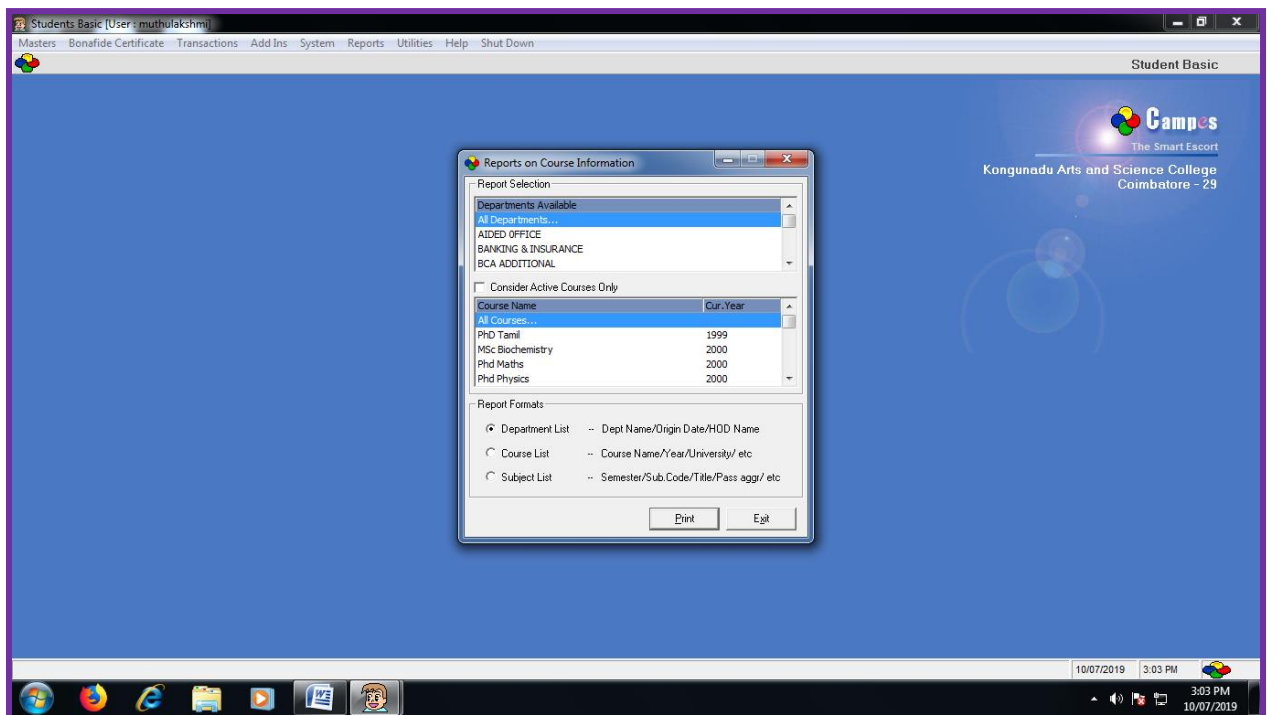 Students Basic [User : muthulakshmi]
Masters Bonafide Certificate Transactions Add Ins System Reports Utilities Help Shut Down
Student Basic
Campes
The Smart Escort
Kongunadu Arts and Science College
Coimbatore - 29
Reports on Course Information
Report Selection
Departments Available
All Departments...
AIDED OFFICE
BANKING & INSURANCE
BCA ADDITIONAL
Consider Active Courses Only
Course Name Cur.Year
All Courses...
PhD Tamil 1999
MSc Biochemistry 2000
Phd Maths 2000
Phd Physics 2000
Report Formats
Department List -- Dept Name/Origin Date/HOD Name
Course List -- Course Name/Year/University/ etc
Subject List -- Semester/Sub.Code/Title/Pass aggr/ etc
Print Exit
10/07/2019 3:03 PM
3:03 PM
10/07/2019